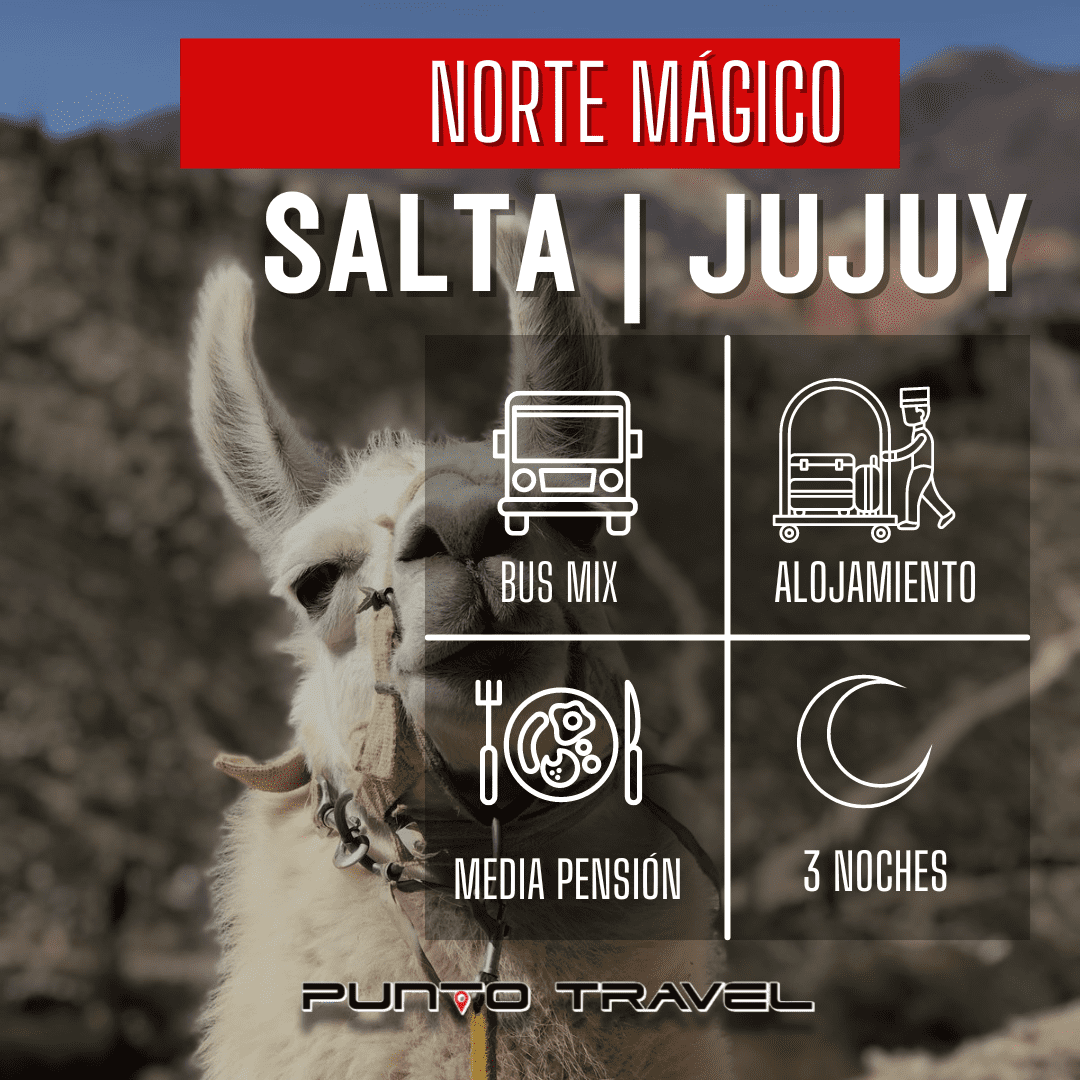 NORTE MÁGICO
SALTA | JUJUY
BUS MIX
ALOJAMIENTO
MEDIA PENSIÓN
3 NOCHES
PUNTO TRAVEL